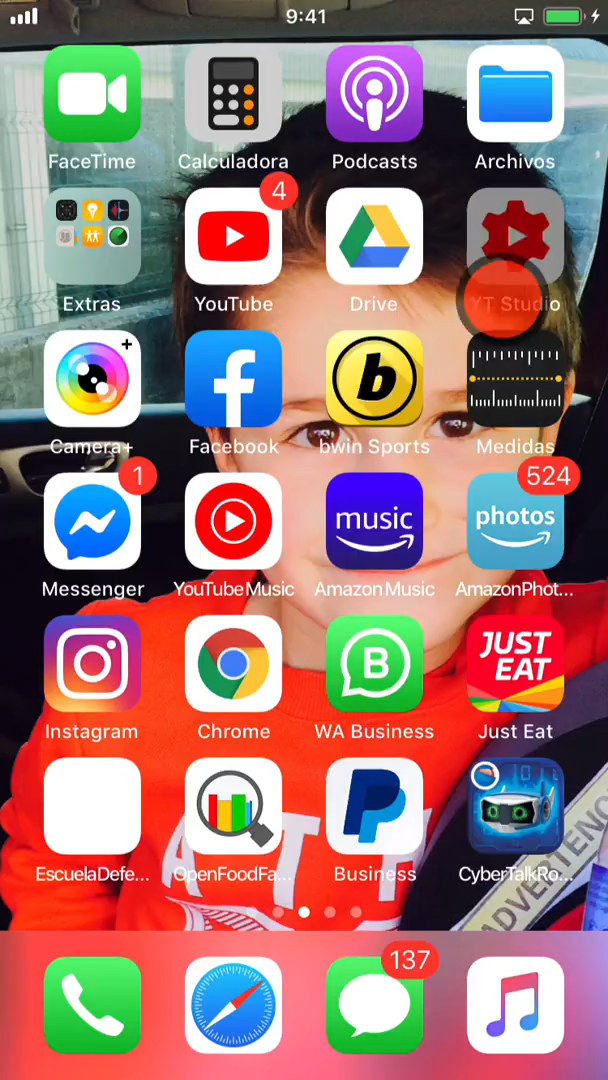 9:41
FaceTime
Calculadora
Podcasts
Archivos
4
Extras
YouTube
Drive
YT Studio
b
Camera+
Facebook
bwin Sports
Medidas
1
524
music
photos
Messenger
YouTube Music
Amazon Music
AmazonPhot...
B
JUST
EAT
Instagram
Chrome
WA Business
Just Eat
EscuelaDefe...
OpenFoodFa...
Business
CyberTalkRo...
ADVERTENC
137